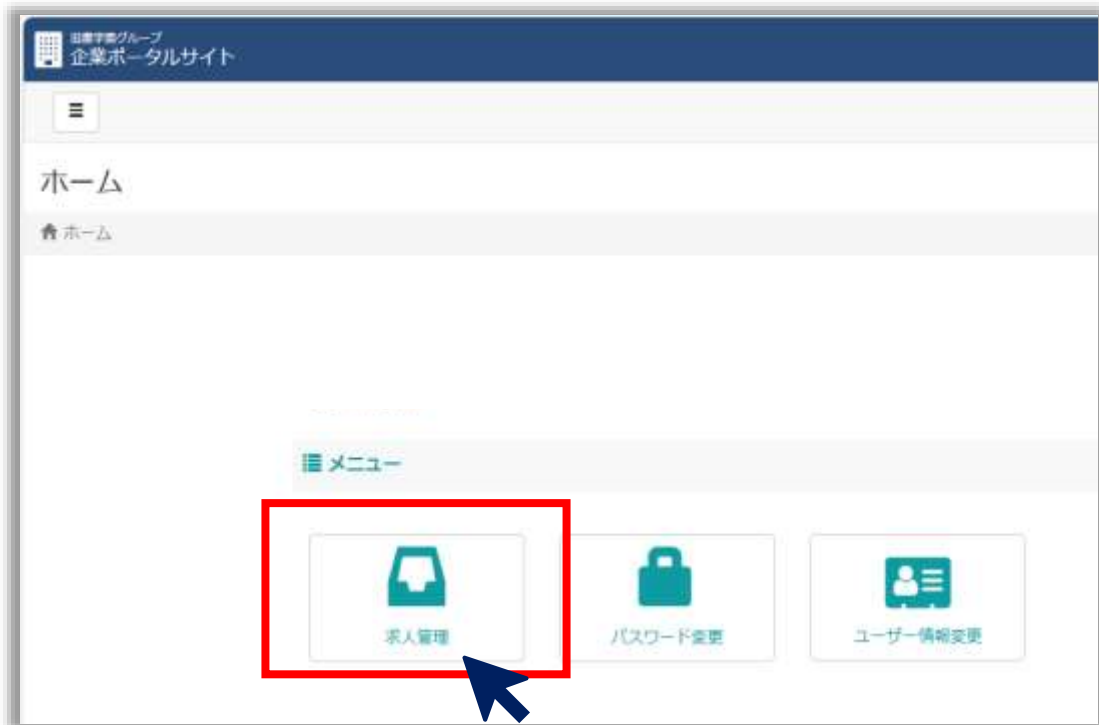 企業ポータルサイト
ホーム
ホーム
メニュー
求人管理
パスワード変更
ユーザー情報変更